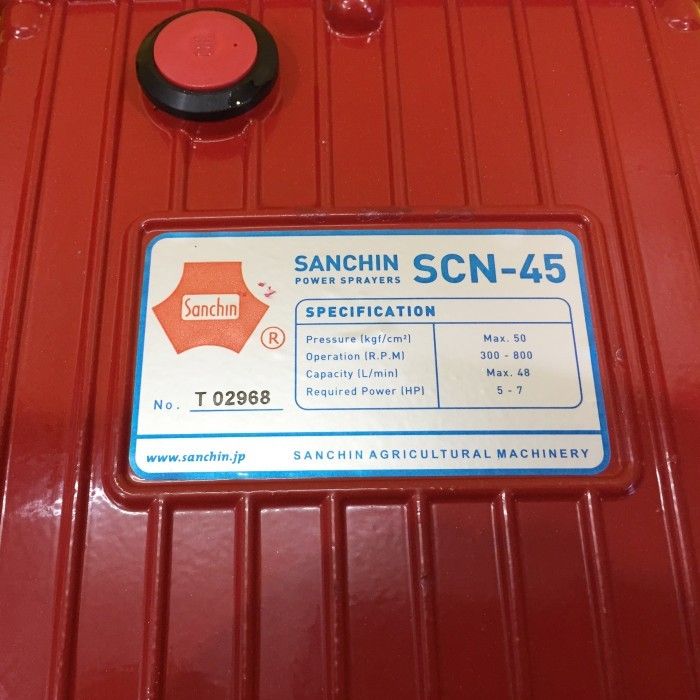 SANCHIN SCN-45
POWER SPRAYERS
Sanchin
®
SPECIFICATION
Pressure (kgf/cm²) Max. 50
Operation (R.P.M) 300 - 800
Capacity (L/min) Max. 48
Required Power (HP) 5 - 7
No. T 02968
www.sanchin.jp SANCHIN AGRICULTURAL MACHINERY